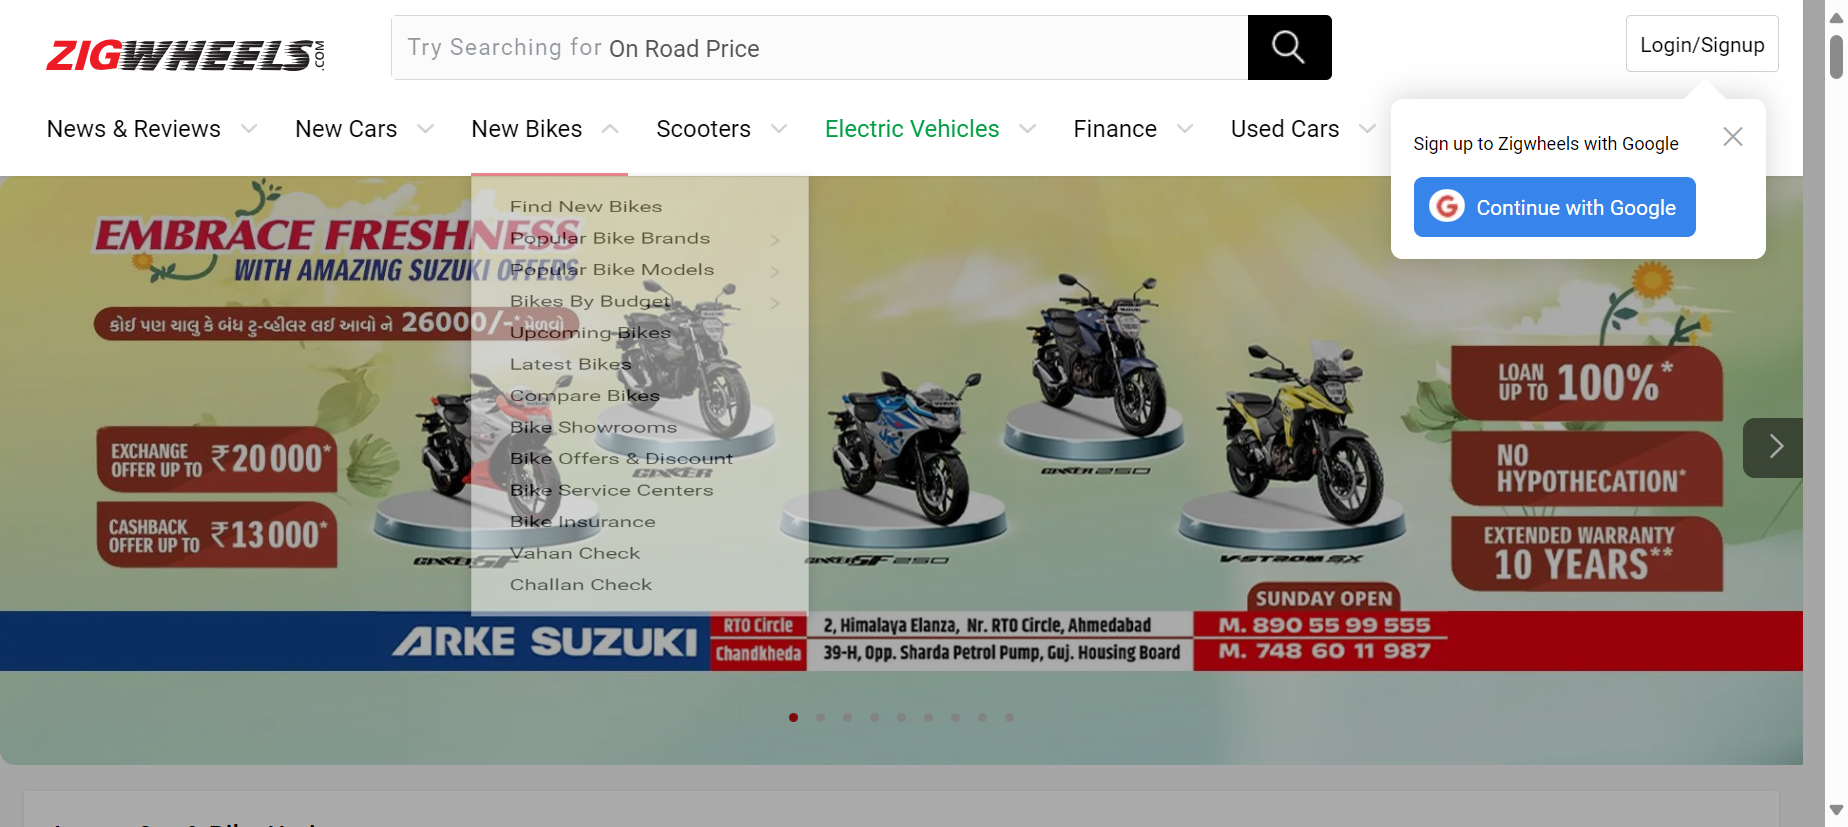 ZIGWHEELS.COM
Try Searching for On Road Price
Login/Signup
News & Reviews
New Cars
New Bikes
Scooters
Electric Vehicles
Finance
Used Cars
Sign up to Zigwheels with Google
Continue with Google
Find New Bikes
Popular Bike Brands
Popular Bike Models
Bikes By Budget
Upcoming Bikes
Latest Bikes
Compare Bikes
Bike Showrooms
Bike Offers & Discount
Bike Service Centers
Bike Insurance
Vahan Check
Challan Check
EMBRACE FRESHNESS
WITH AMAZING SUZUKI OFFERS
કોઈ પણ ચાલુ કે બંધ ટુ-વ્હીલર લઈ આવો ને 26000/-* મેળવો
EXCHANGE
OFFER UP TO ₹20000*
CASHBACK
OFFER UP TO ₹13000*
GIXXER SF
GIXXER
GIXXER SF 250
GIXXER 250
V-STROM SX
LOAN
UP TO 100%*
NO
HYPOTHECATION*
EXTENDED WARRANTY
10 YEARS**
SUNDAY OPEN
ARKE SUZUKI
RTO Circle
2, Himalaya Elanza, Nr. RTO Circle, Ahmedabad
M. 890 55 99 555
Chandkheda
39-H, Opp. Sharda Petrol Pump, Guj. Housing Board
M. 748 60 11 987